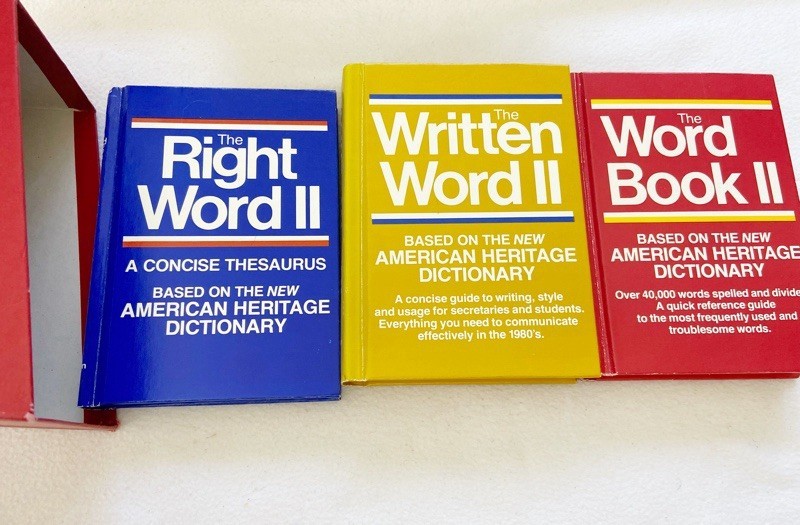 The
Right
Word II
A CONCISE THESAURUS
BASED ON THE NEW
AMERICAN HERITAGE
DICTIONARY
The
Written
Word II
BASED ON THE NEW
AMERICAN HERITAGE
DICTIONARY
A concise guide to writing, style
and usage for secretaries and students.
Everything you need to communicate
effectively in the 1980's.
The
Word
Book II
BASED ON THE NEW
AMERICAN HERITAGE
DICTIONARY
Over 40,000 words spelled and divide
A quick reference guide
to the most frequently used and
troublesome words.